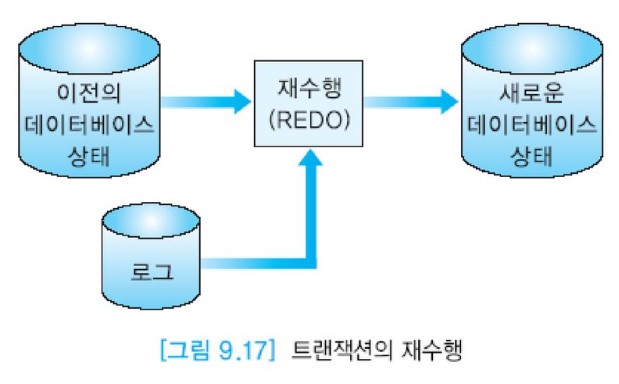 이전의
데이터베이스
상태
재수행
(REDO)
새로운
데이터베이스
상태
로그
[그림 9.17] 트랜잭션의 재수행